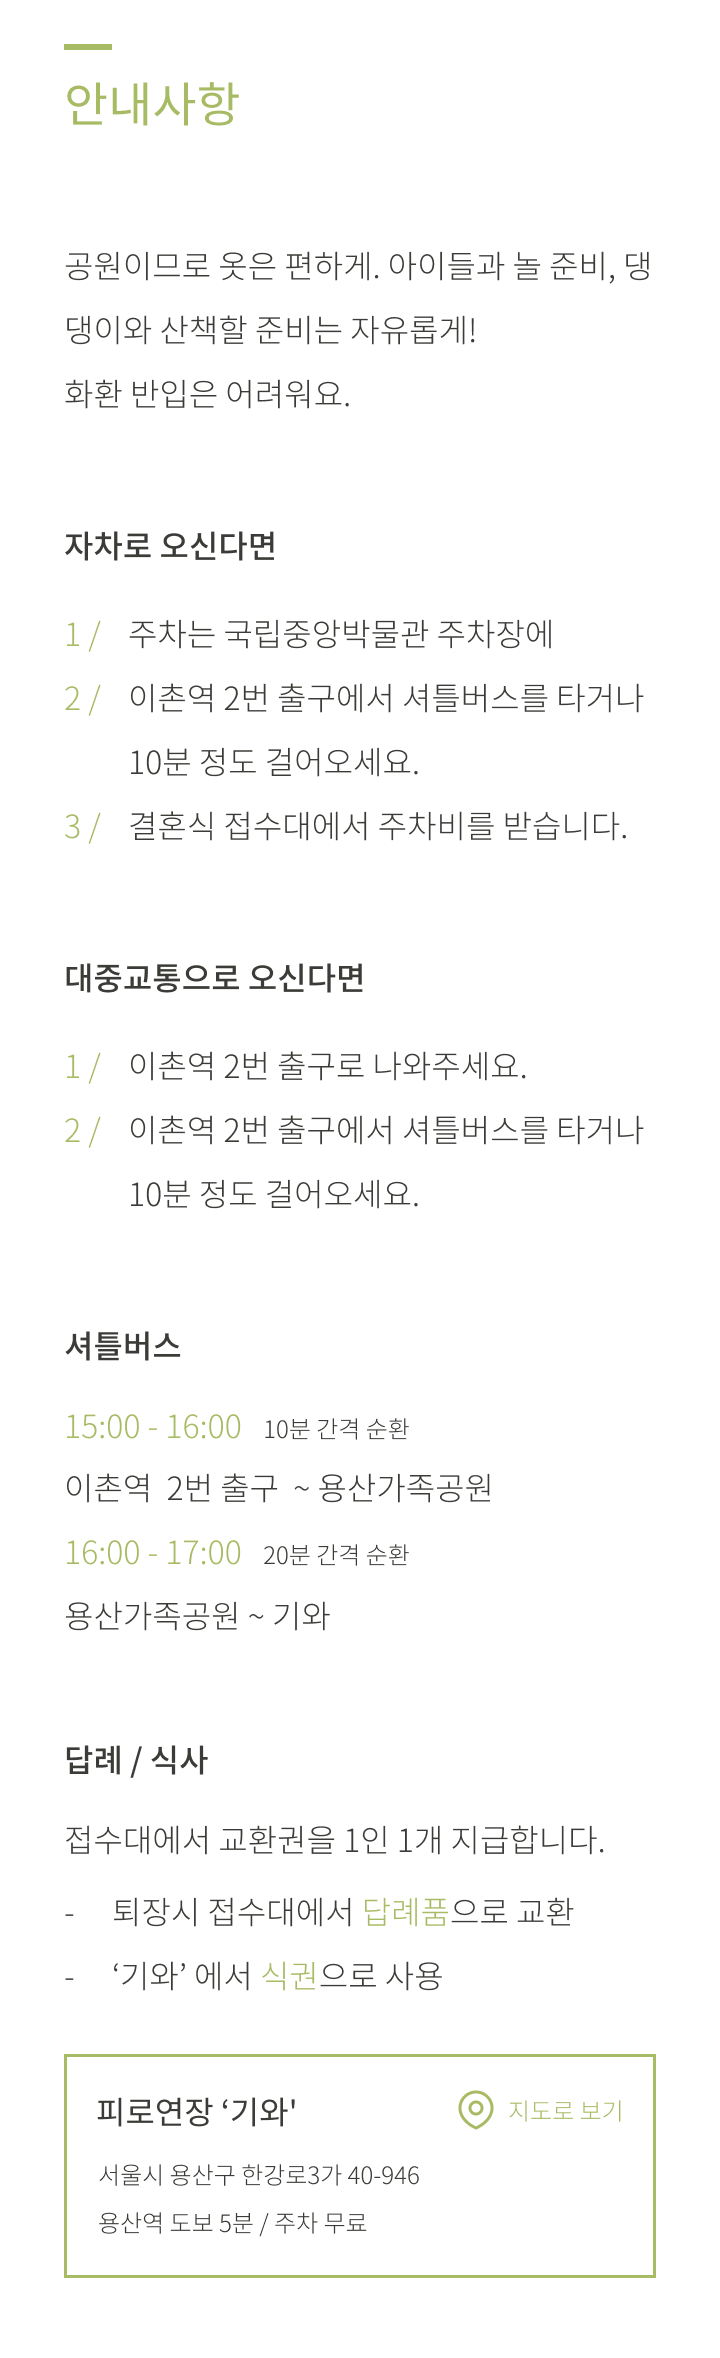 안내사항
공원이므로 옷은 편하게. 아이들과 놀 준비, 댕
댕이와 산책할 준비는 자유롭게!
화환 반입은 어려워요.
자차로 오신다면
1 / 주차는 국립중앙박물관 주차장에
2 / 이촌역 2번 출구에서 셔틀버스를 타거나
10분 정도 걸어오세요.
3 / 결혼식 접수대에서 주차비를 받습니다.
대중교통으로 오신다면
1 / 이촌역 2번 출구로 나와주세요.
2 / 이촌역 2번 출구에서 셔틀버스를 타거나
10분 정도 걸어오세요.
셔틀버스
15:00 - 16:00 10분 간격 순환
이촌역 2번 출구 ~ 용산가족공원
16:00 - 17:00 20분 간격 순환
용산가족공원 ~ 기와
답례 / 식사
접수대에서 교환권을 1인 1개 지급합니다.
- 퇴장시 접수대에서 답례품으로 교환
- ‘기와’ 에서 식권으로 사용
피로연장 ‘기와' 지도로 보기
서울시 용산구 한강로3가 40-946
용산역 도보 5분 / 주차 무료